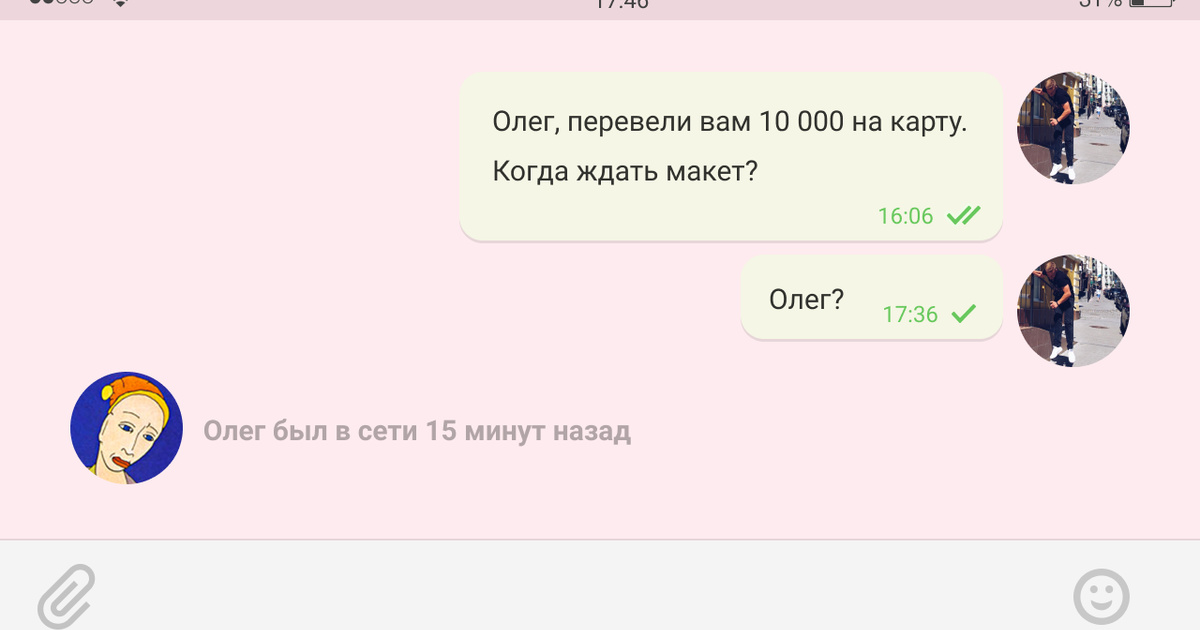 17:46
51%
Олег, перевели вам 10 000 на карту.
Когда ждать макет?
16:06
Олег?
17:36
Олег был в сети 15 минут назад